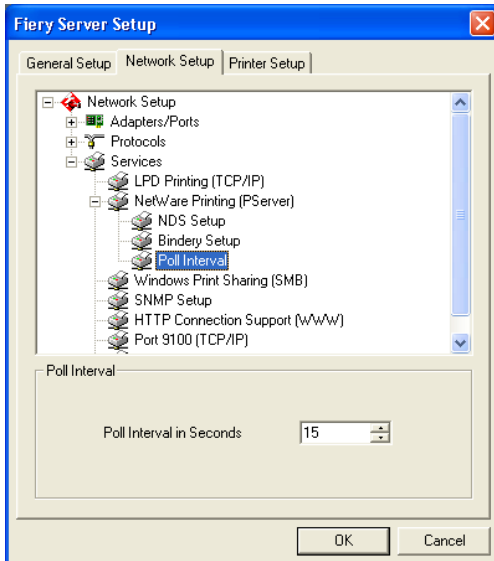 Fiery Server Setup
General Setup Network Setup Printer Setup
Network Setup
Adapters/Ports
Protocols
Services
LPD Printing (TCP/IP)
NetWare Printing (PServer)
NDS Setup
Bindery Setup
Poll Interval
Windows Print Sharing (SMB)
SNMP Setup
HTTP Connection Support (WWW)
Port 9100 (TCP/IP)
Poll Interval
Poll Interval in Seconds 15
OK Cancel